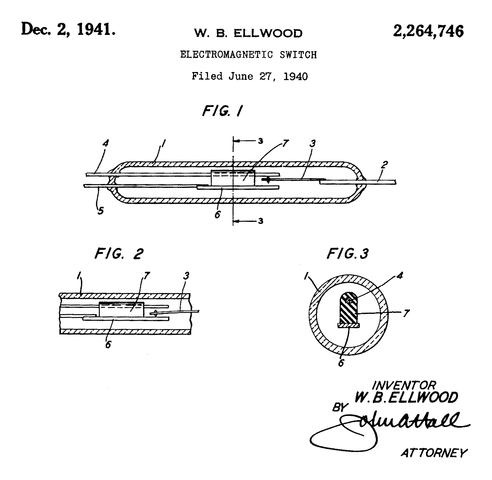 Dec. 2, 1941.
W. B. ELLWOOD
2,264,746
ELECTROMAGNETIC SWITCH
Filed June 27, 1940
FIG. 1
4 1 3 7 3 2
5 6 3
FIG. 2
1 7 3
6
FIG. 3
1 4
7
6
INVENTOR
W. B. ELLWOOD
BY John A. Hall
ATTORNEY